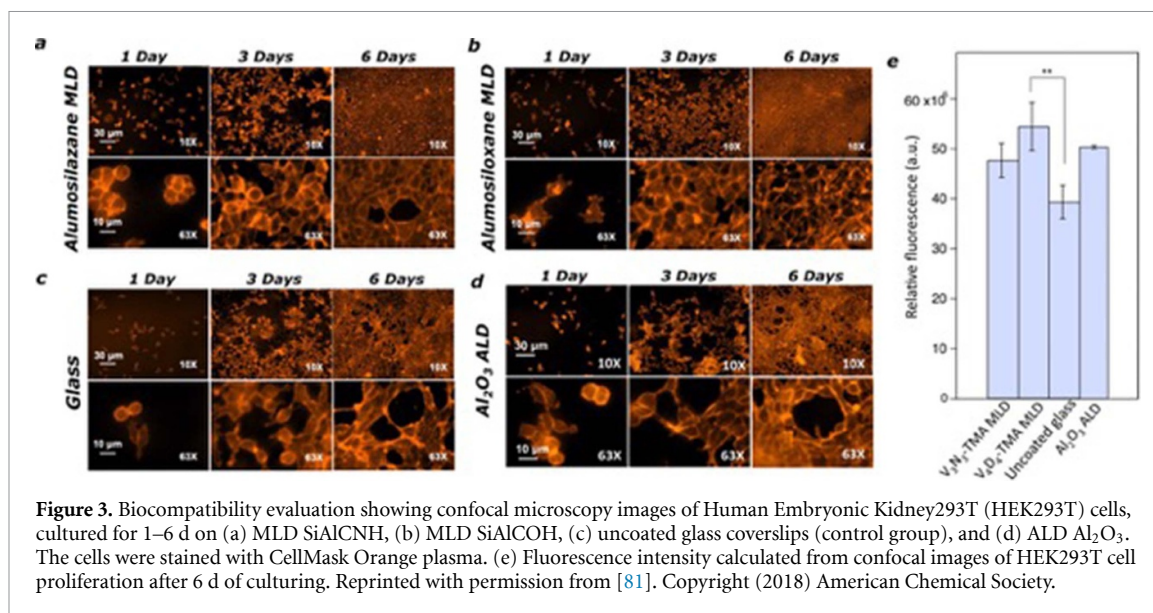 a
1 Day 3 Days 6 Days
Alumosilazane MLD
30 µm 10X 10X 10X
10 µm 63X 63X 63X
b
1 Day 3 Days 6 Days
Alumosiloxane MLD
30 µm 10X 10X 10X
10 µm 63X 63X 63X
c
1 Day 3 Days 6 Days
Glass
30 µm 10X 10X 10X
10 µm 63X 63X 63X
d
1 Day 3 Days 6 Days
Al₂O₃ ALD
30 µm 10X 10X 10X
10 µm 63X 63X 63X
e
**
60 x10⁶
50
40
30
20
10
0
Relative fluorescence (a.u.)
V₃N₃-TMA MLD
V₄D₄-TMA MLD
Uncoated glass
Al₂O₃ ALD
Figure 3. Biocompatibility evaluation showing confocal microscopy images of Human Embryonic Kidney293T (HEK293T) cells,
cultured for 1–6 d on (a) MLD SiAlCNH, (b) MLD SiAlCOH, (c) uncoated glass coverslips (control group), and (d) ALD Al₂O₃.
The cells were stained with CellMask Orange plasma. (e) Fluorescence intensity calculated from confocal images of HEK293T cell
proliferation after 6 d of culturing. Reprinted with permission from [81]. Copyright (2018) American Chemical Society.